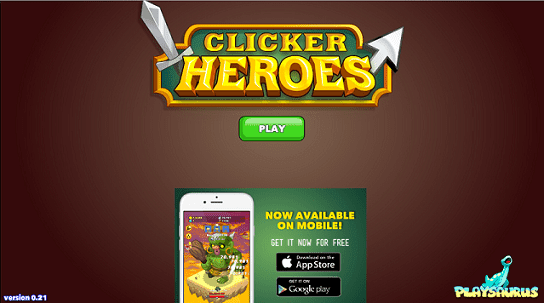 CLICKER
HEROES
PLAY
NOW AVAILABLE
ON MOBILE!
GET IT NOW FOR FREE
Download on the
App Store
GET IT ON
Google play
version 0.21
PLAYSAURUS